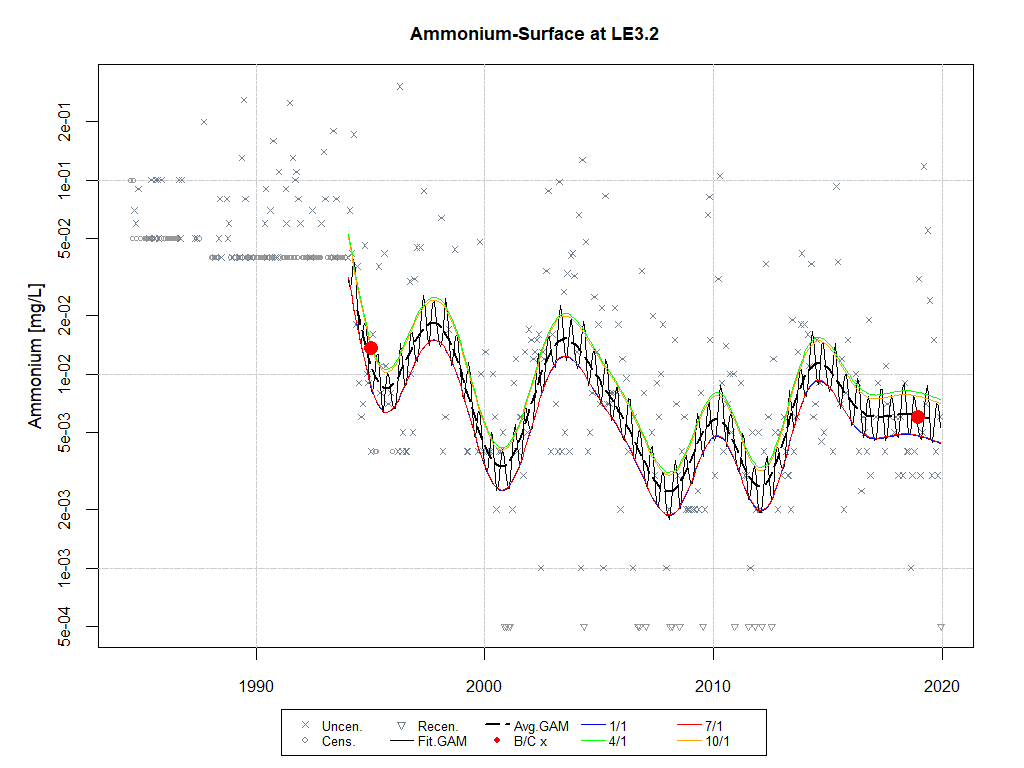 Ammonium-Surface at LE3.2
Ammonium [mg/L]
2e-01
1e-01
5e-02
2e-02
1e-02
5e-03
2e-03
1e-03
5e-04
1990 2000 2010 2020
Uncen. Recen. Avg.GAM 1/1 7/1
Cens. Fit.GAM B/C x 4/1 10/1